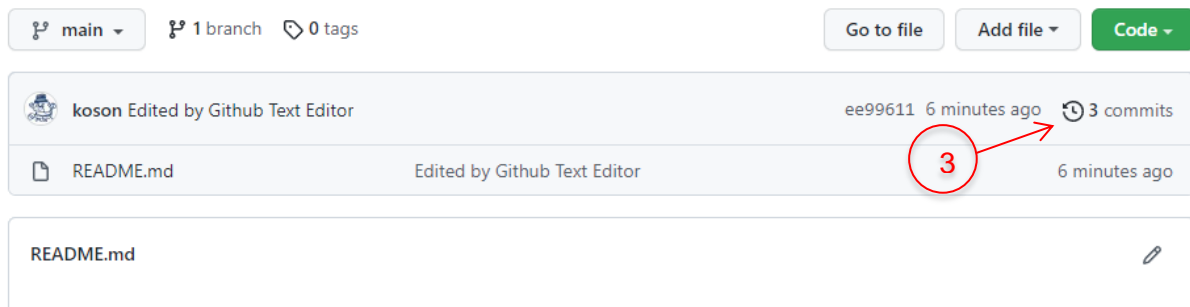 main 1 branch 0 tags Go to file Add file Code
koson Edited by Github Text Editor ee99611 6 minutes ago 3 commits
3
README.md Edited by Github Text Editor 6 minutes ago
README.md